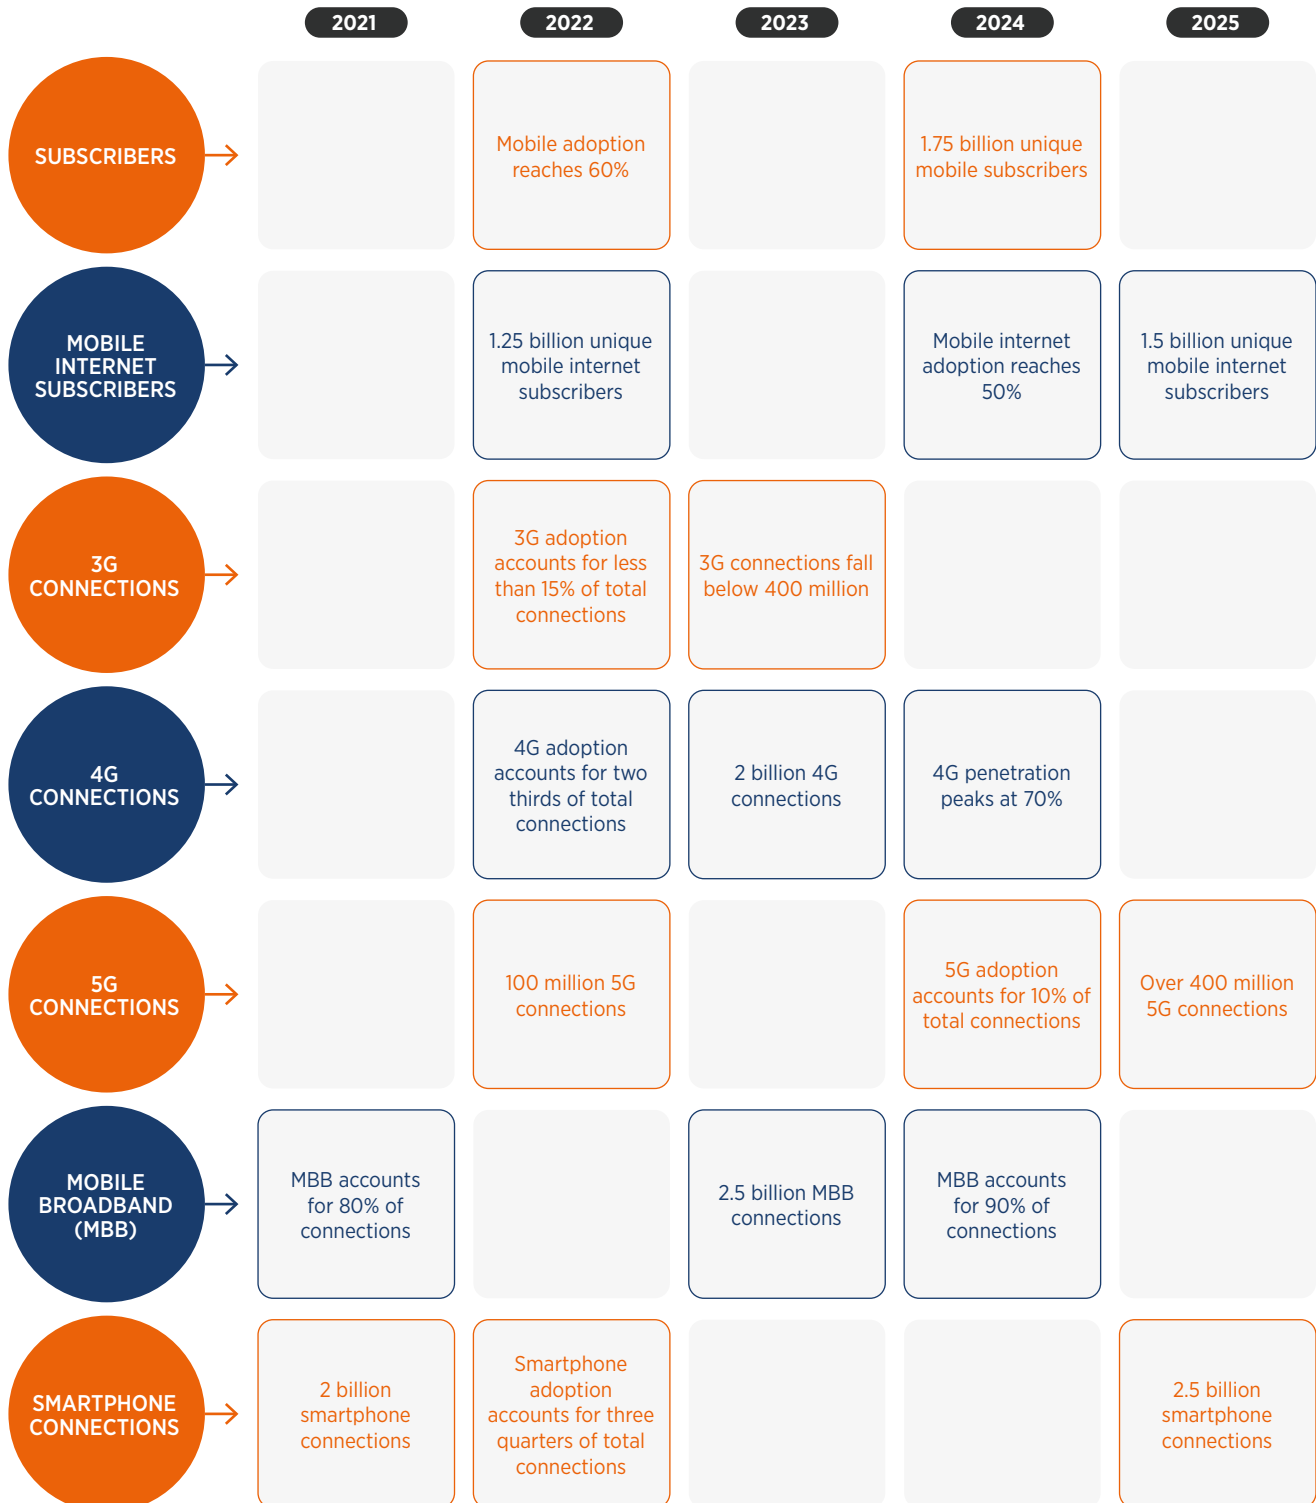 2021
2022
2023
2024
2025
SUBSCRIBERS
Mobile adoption
reaches 60%
1.75 billion unique
mobile subscribers
MOBILE
INTERNET
SUBSCRIBERS
1.25 billion unique
mobile internet
subscribers
Mobile internet
adoption reaches
50%
1.5 billion unique
mobile internet
subscribers
3G
CONNECTIONS
3G adoption
accounts for less
than 15% of total
connections
3G connections fall
below 400 million
4G
CONNECTIONS
4G adoption
accounts for two
thirds of total
connections
2 billion 4G
connections
4G penetration
peaks at 70%
5G
CONNECTIONS
100 million 5G
connections
5G adoption
accounts for 10% of
total connections
Over 400 million
5G connections
MOBILE
BROADBAND
(MBB)
MBB accounts
for 80% of
connections
2.5 billion MBB
connections
MBB accounts
for 90% of
connections
SMARTPHONE
CONNECTIONS
2 billion
smartphone
connections
Smartphone
adoption
accounts for three
quarters of total
connections
2.5 billion
smartphone
connections